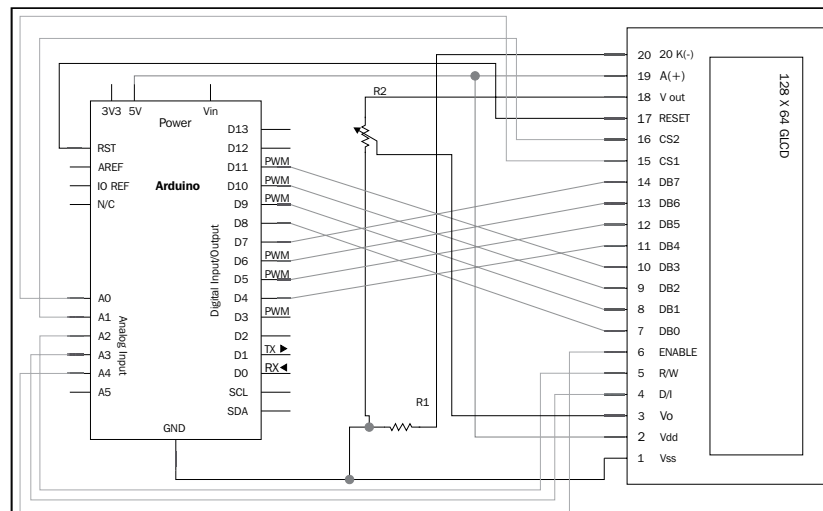 3V3 5V Vin
Power
Arduino
RST
AREF
IO REF
N/C
A0
A1
A2
A3
A4
A5
Analog Input
GND
Digital Input/Output
D13
D12
D11 PWM
D10 PWM
D9 PWM
D8
D7
D6 PWM
D5 PWM
D4
D3 PWM
D2
D1 TX
D0 RX
SCL
SDA
R2
R1
20 20 K(-)
19 A(+)
18 V out
17 RESET
16 CS2
15 CS1
14 DB7
13 DB6
12 DB5
11 DB4
10 DB3
9 DB2
8 DB1
7 DB0
6 ENABLE
5 R/W
4 D/I
3 Vo
2 Vdd
1 Vss
128 X 64 GLCD